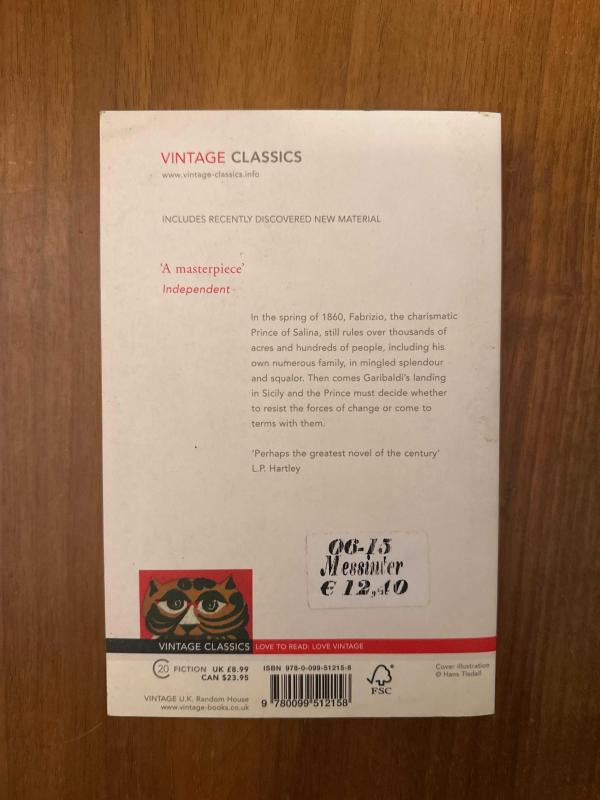 VINTAGE CLASSICS
www.vintage-classics.info
INCLUDES RECENTLY DISCOVERED NEW MATERIAL
'A masterpiece'
Independent
In the spring of 1860, Fabrizio, the charismatic
Prince of Salina, still rules over thousands of
acres and hundreds of people, including his
own numerous family, in mingled splendour
and squalor. Then comes Garibaldi's landing
in Sicily and the Prince must decide whether
to resist the forces of change or come to
terms with them.
'Perhaps the greatest novel of the century'
L.P. Hartley
06-15
Messinter
€ 12,40
VINTAGE CLASSICS LOVE TO READ: LOVE VINTAGE
C20 FICTION UK £8.99
CAN $23.95
VINTAGE U.K. Random House
www.vintage-books.co.uk
ISBN 978-0-099-51215-8
9 780099 512158
FSC
Cover illustration
© Hans Tisdall